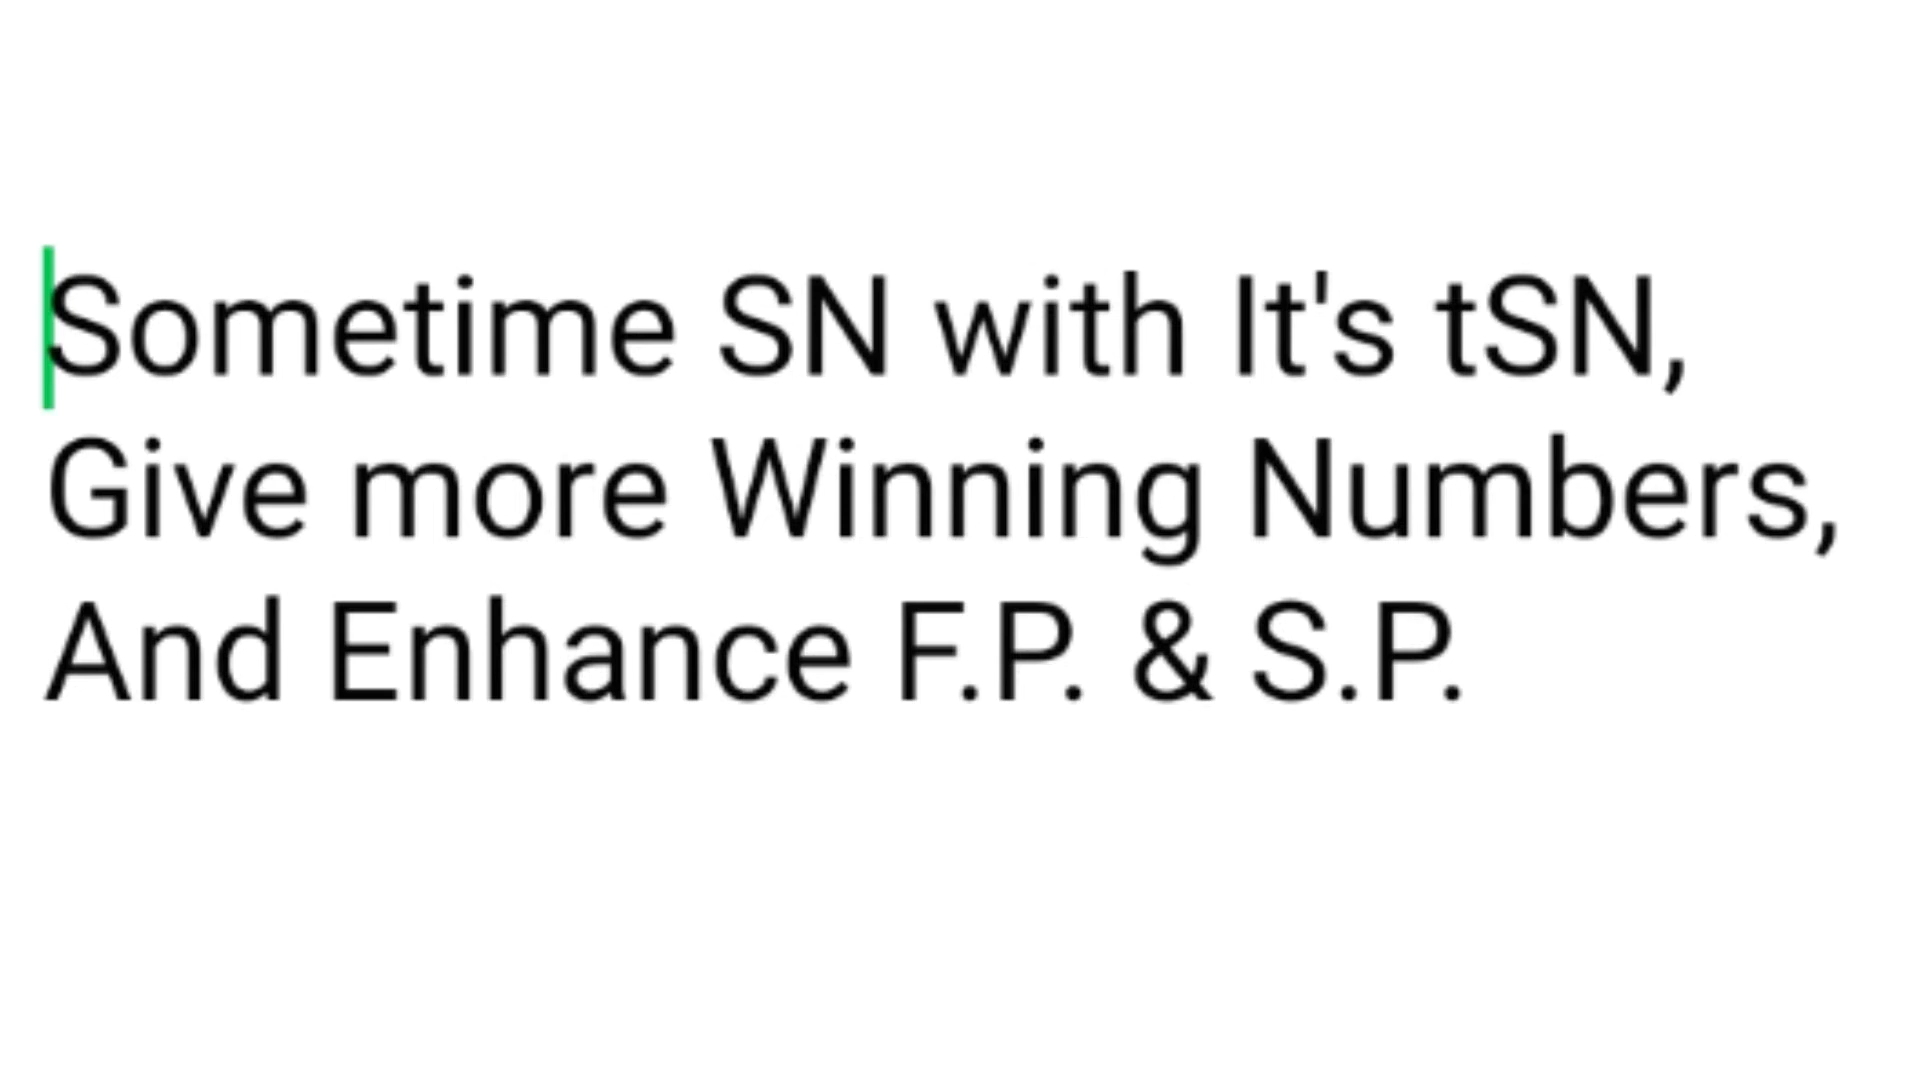 Sometime SN with It's tSN,
Give more Winning Numbers,
And Enhance F.P. & S.P.